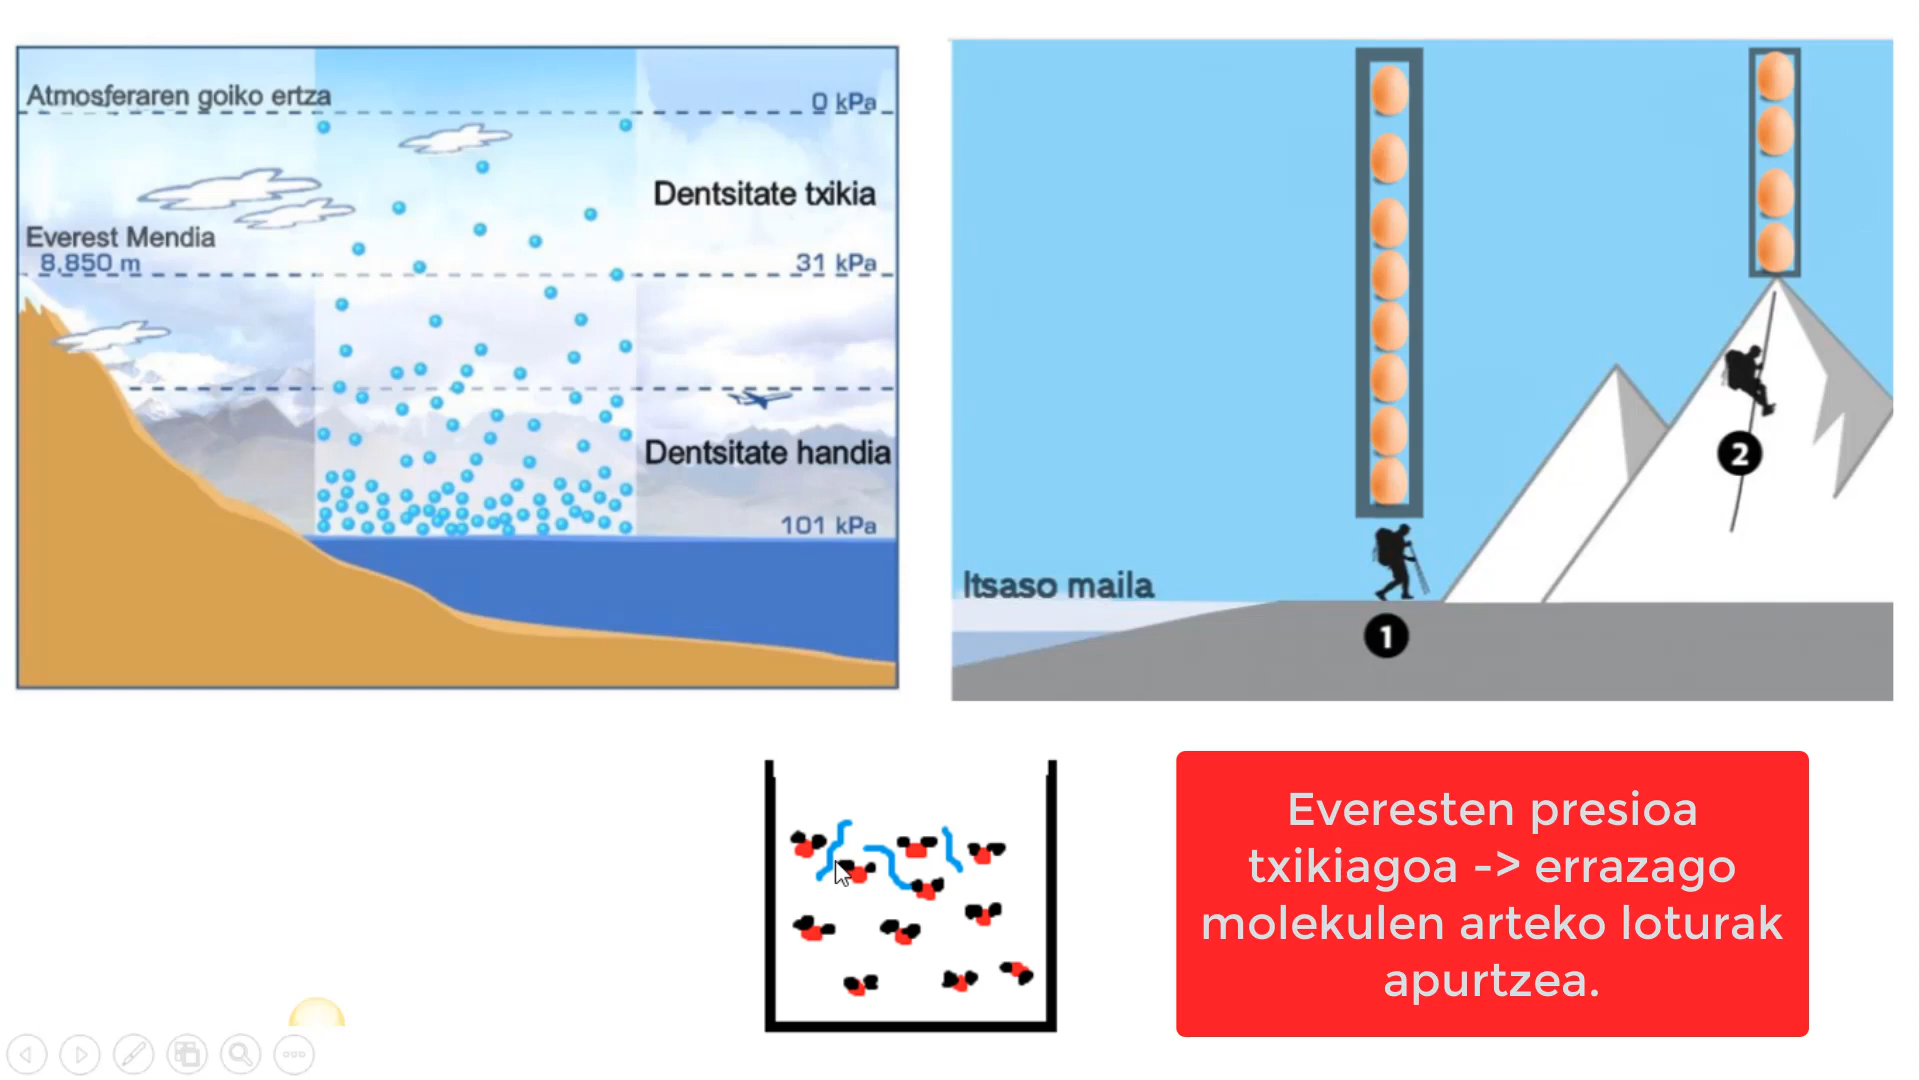 Atmosferaren goiko ertza
0 kPa
Dentsitate txikia
Everest Mendia
8.850 m
31 kPa
Dentsitate handia
101 kPa
2
Itsaso maila
1
Everesten presioa
txikiagoa -> errazago
molekulen arteko loturak
apurtzea.